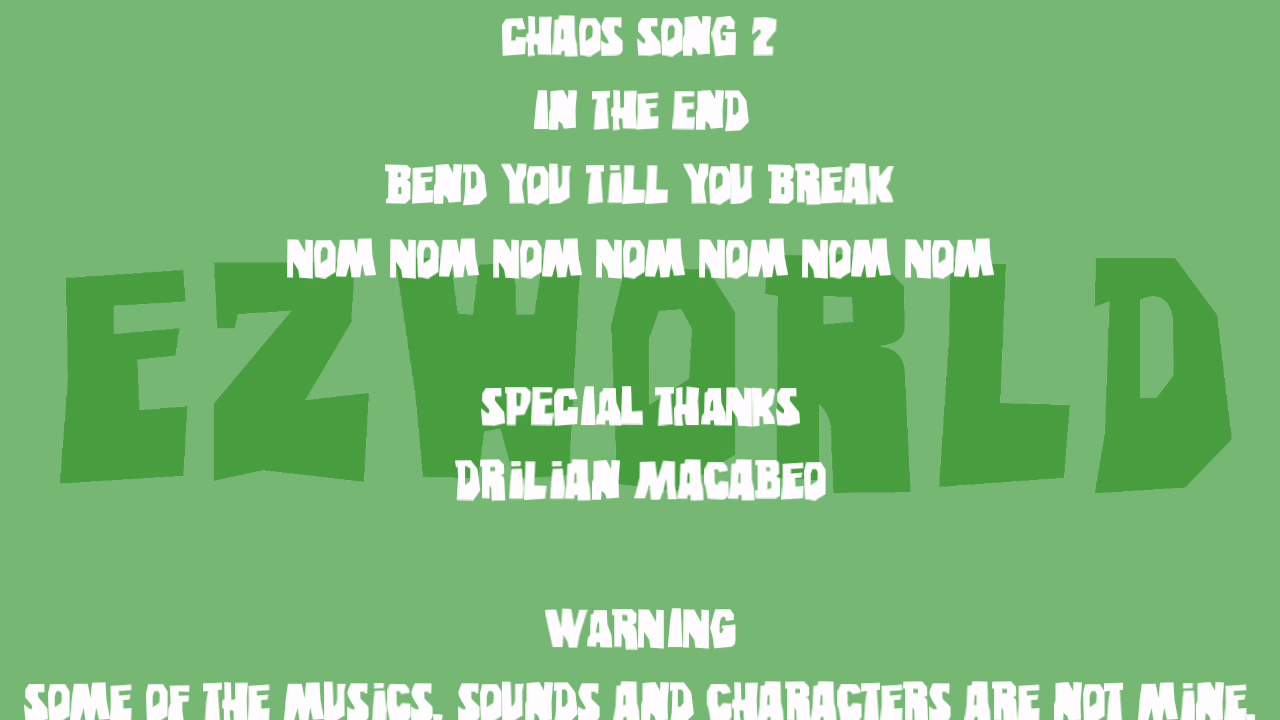 CHAOS SONG 2
IN THE END
BEND YOU TiLL YOU BREAK
NOM NOM NOM NOM NOM NOM NOM
EZWORLD
SPECIAL THANKS
DRiLiAN MACABEO
WARNING
SOME OF THE MUSiCS, SOUNDS AND CHARACTERS ARE NOT MiNE,